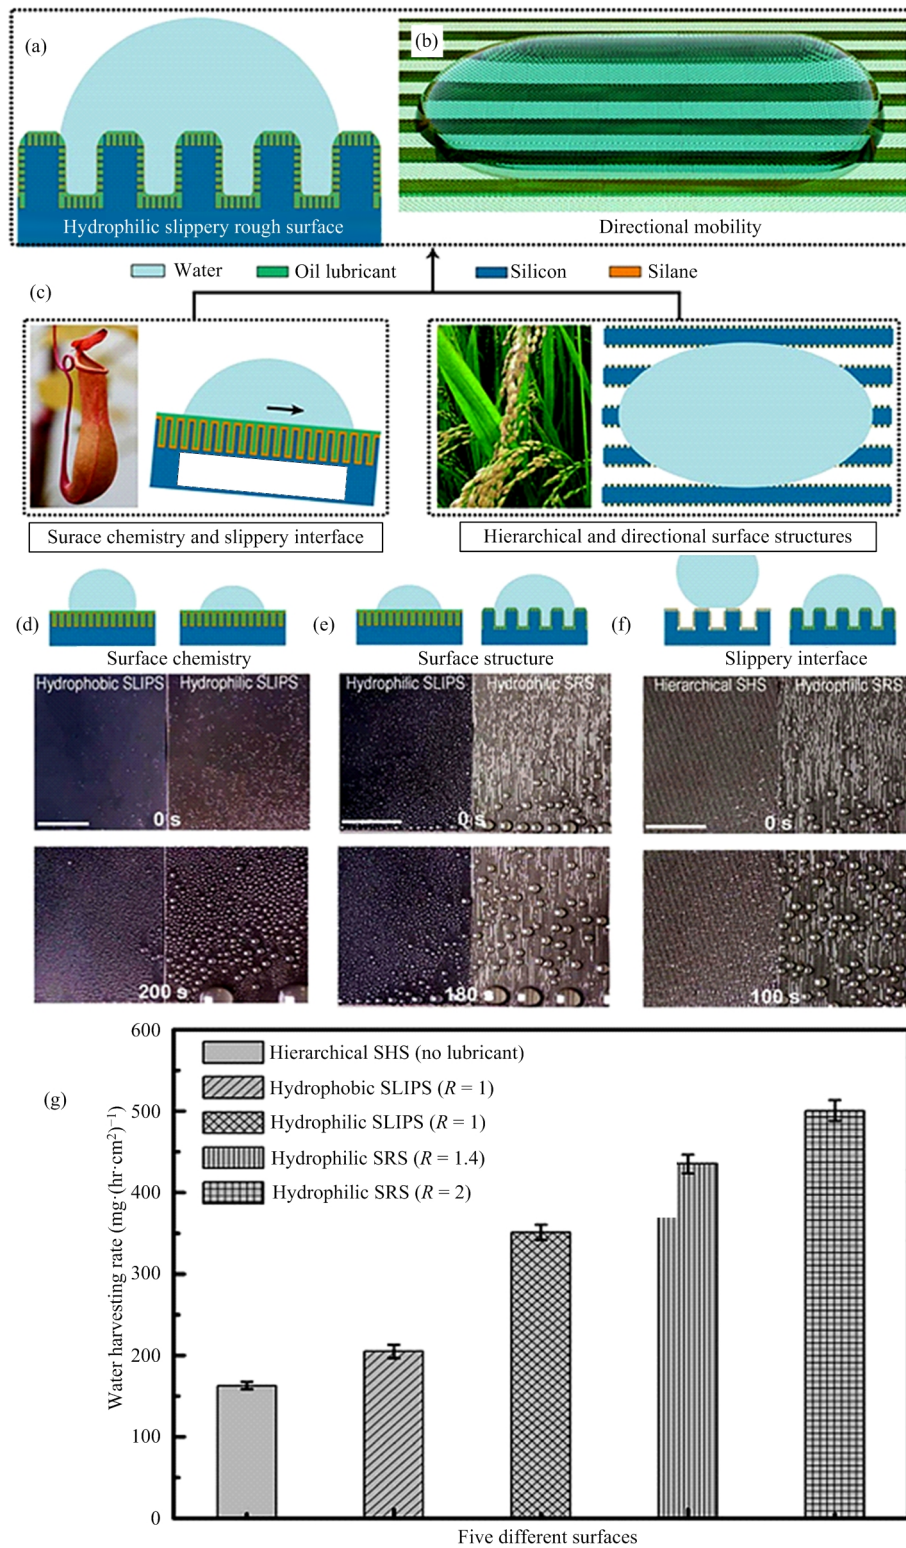 (a)
(b)
Hydrophilic slippery rough surface
Directional mobility
Water
Oil lubricant
Silicon
Silane
(c)
Surace chemistry and slippery interface
Hierarchical and directional surface structures
(d)
(e)
(f)
Surface chemistry
Surface structure
Slippery interface
Hydrophobic SLIPS
Hydrophilic SLIPS
Hydrophilic SLIPS
Hydrophilic SRS
Hierarchical SHS
Hydrophilic SRS
0 s
0 s
0 s
200 s
180 s
100 s
(g)
Water harvesting rate (mg·(hr·cm²)⁻¹)
600
500
400
300
200
100
0
Hierarchical SHS (no lubricant)
Hydrophobic SLIPS (R = 1)
Hydrophilic SLIPS (R = 1)
Hydrophilic SRS (R = 1.4)
Hydrophilic SRS (R = 2)
Five different surfaces